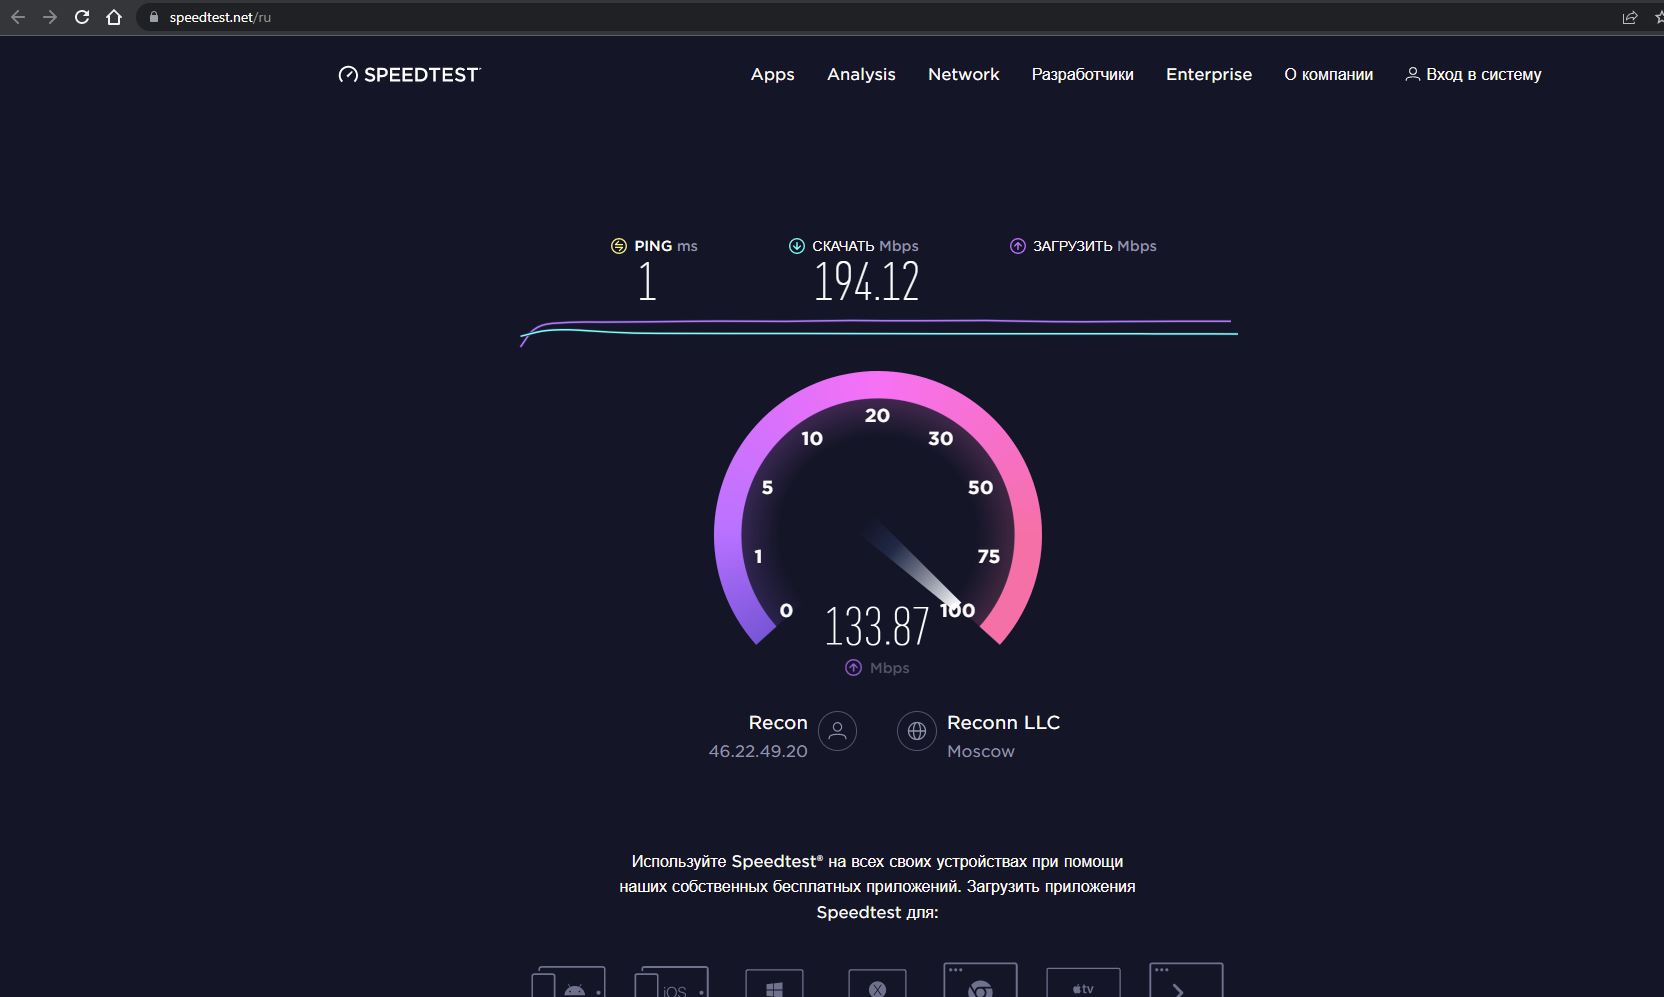 speedtest.net/ru
SPEEDTEST
Apps Analysis Network Разработчики Enterprise О компании Вход в систему
PING ms СКАЧАТЬ Mbps ЗАГРУЗИТЬ Mbps
1 194.12
20
10 30
5 50
1 75
0 100
133.87
Mbps
Recon Reconn LLC
46.22.49.20 Moscow
Используйте Speedtest® на всех своих устройствах при помощи
наших собственных бесплатных приложений. Загрузить приложения
Speedtest для:
iOS X tv